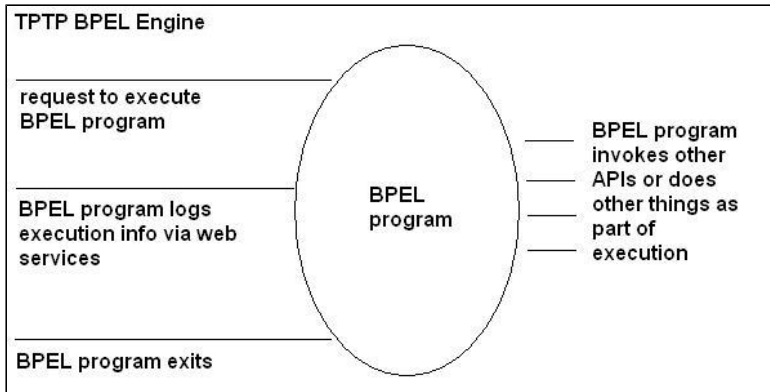 TPTP BPEL Engine
request to execute
BPEL program
BPEL program logs
execution info via web
services
BPEL program exits
BPEL
program
BPEL program
invokes other
APIs or does
other things as
part of
execution